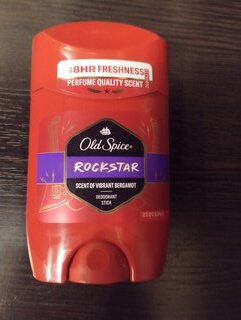 48HR FRESHNESS
PERFUME QUALITY SCENT
Old Spice
ROCKSTAR
SCENT OF VIBRANT BERGAMOT
DEODORANT
STICK